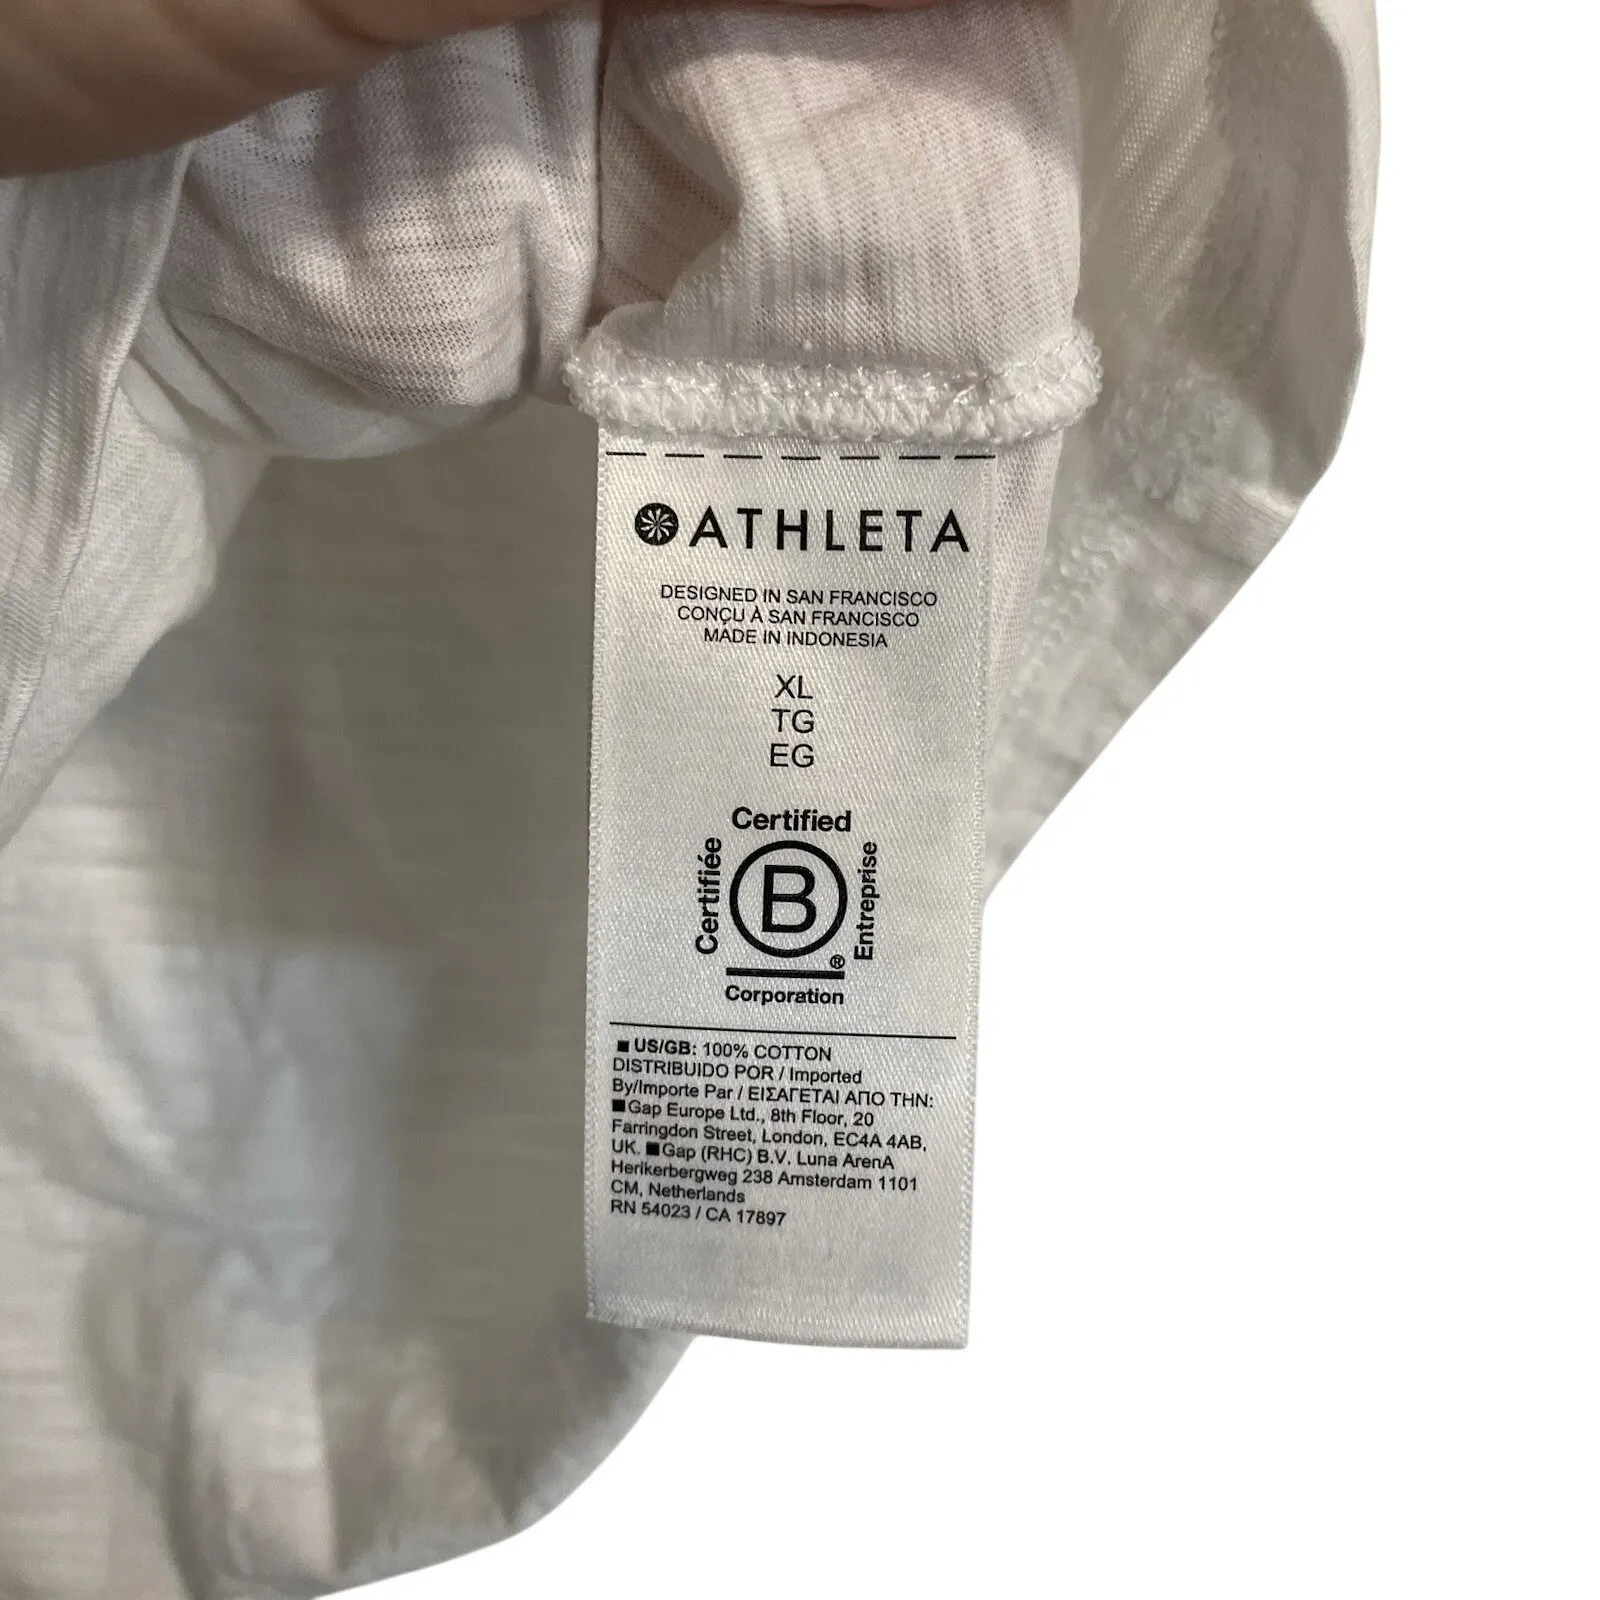 ATHLETA
DESIGNED IN SAN FRANCISCO
CONÇU À SAN FRANCISCO
MADE IN INDONESIA
XL
TG
EG
Certified
Certifiée
B
Entreprise
®
Corporation
■ US/GB: 100% COTTON
DISTRIBUIDO POR / Imported
By/Importe Par / ΕΙΣΑΓΕΤΑΙ ΑΠΟ ΤΗΝ:
■Gap Europe Ltd., 8th Floor, 20
Farringdon Street, London, EC4A 4AB,
UK. ■Gap (RHC) B.V. Luna ArenA
Herikerbergweg 238 Amsterdam 1101
CM, Netherlands
RN 54023 / CA 17897